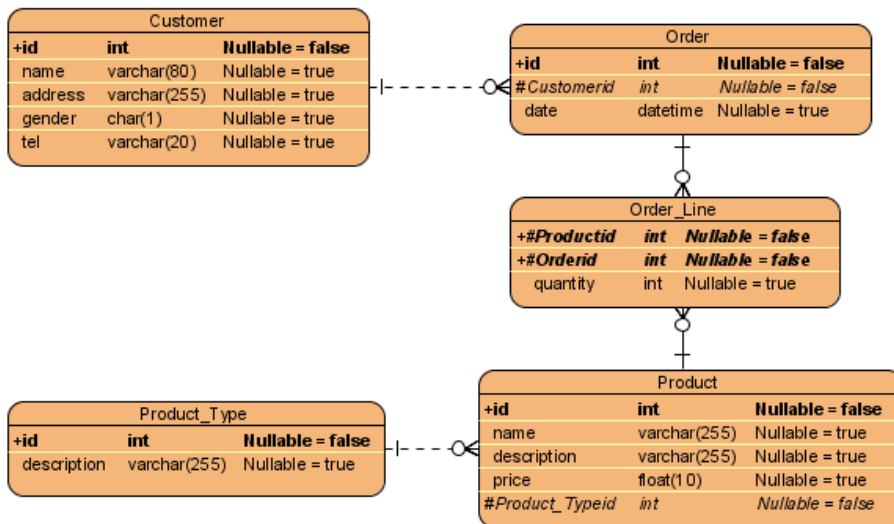 Customer
+id int Nullable = false
name varchar(80) Nullable = true
address varchar(255) Nullable = true
gender char(1) Nullable = true
tel varchar(20) Nullable = true
Order
+id int Nullable = false
#Customerid int Nullable = false
date datetime Nullable = true
Order_Line
+#Productid int Nullable = false
+#Orderid int Nullable = false
quantity int Nullable = true
Product_Type
+id int Nullable = false
description varchar(255) Nullable = true
Product
+id int Nullable = false
name varchar(255) Nullable = true
description varchar(255) Nullable = true
price float(10) Nullable = true
#Product_Typeid int Nullable = false